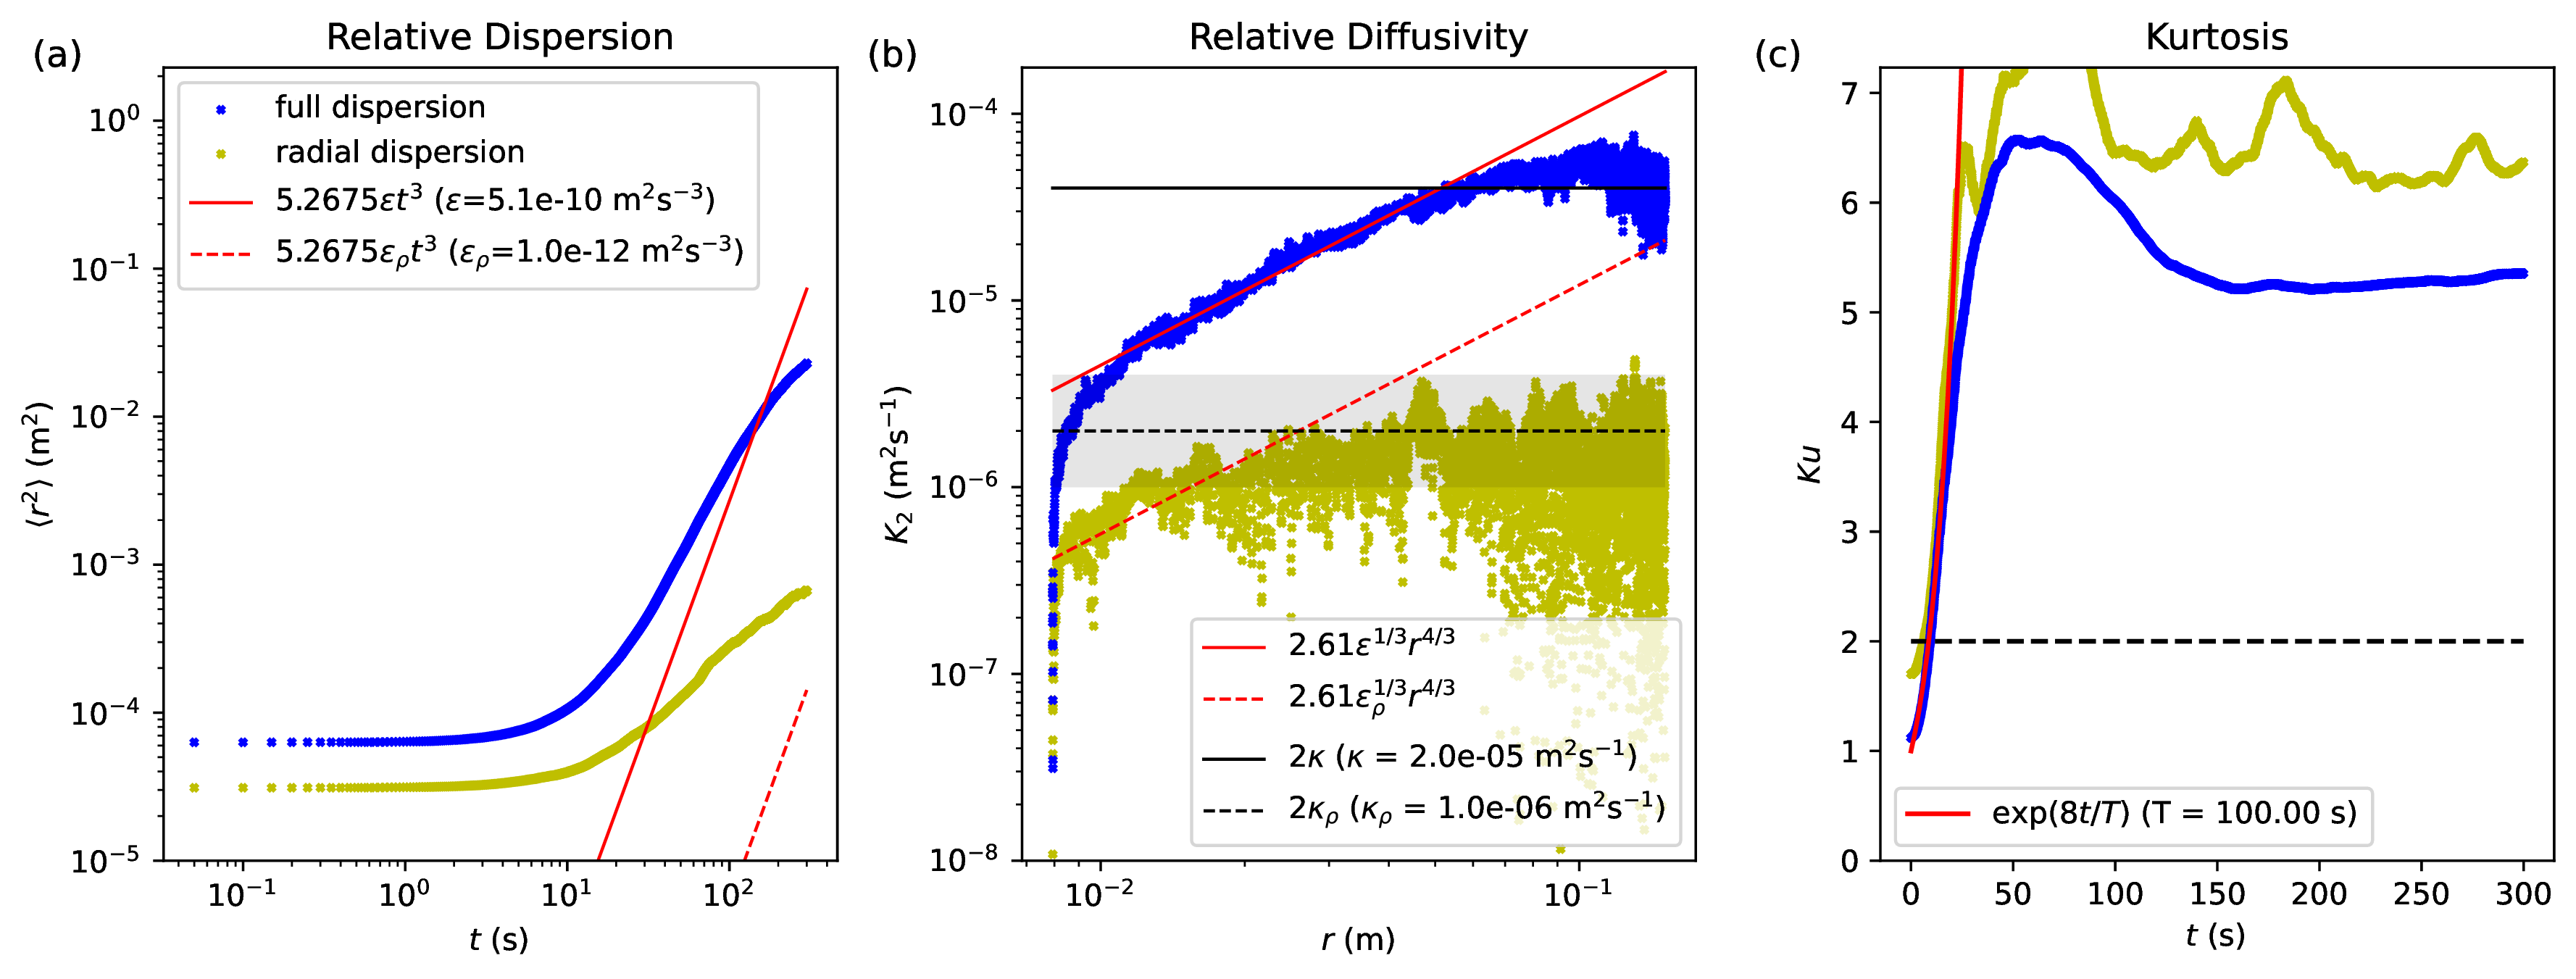 (a)
Relative Dispersion
full dispersion
radial dispersion
5.2675εt³ (ε=5.1e-10 m²s⁻³)
5.2675ε_ρt³ (ε_ρ=1.0e-12 m²s⁻³)
10⁰
10⁻¹
10⁻²
10⁻³
10⁻⁴
10⁻⁵
⟨r²⟩ (m²)
10⁻¹ 10⁰ 10¹ 10²
t (s)
(b)
Relative Diffusivity
10⁻⁴
10⁻⁵
10⁻⁶
10⁻⁷
10⁻⁸
K₂ (m²s⁻¹)
2.61ε^{1/3}r^{4/3}
2.61ε_ρ^{1/3}r^{4/3}
2κ (κ = 2.0e-05 m²s⁻¹)
2κ_ρ (κ_ρ = 1.0e-06 m²s⁻¹)
10⁻² 10⁻¹
r (m)
(c)
Kurtosis
7
6
5
4
3
2
1
0
Ku
exp(8t/T) (T = 100.00 s)
0 50 100 150 200 250 300
t (s)